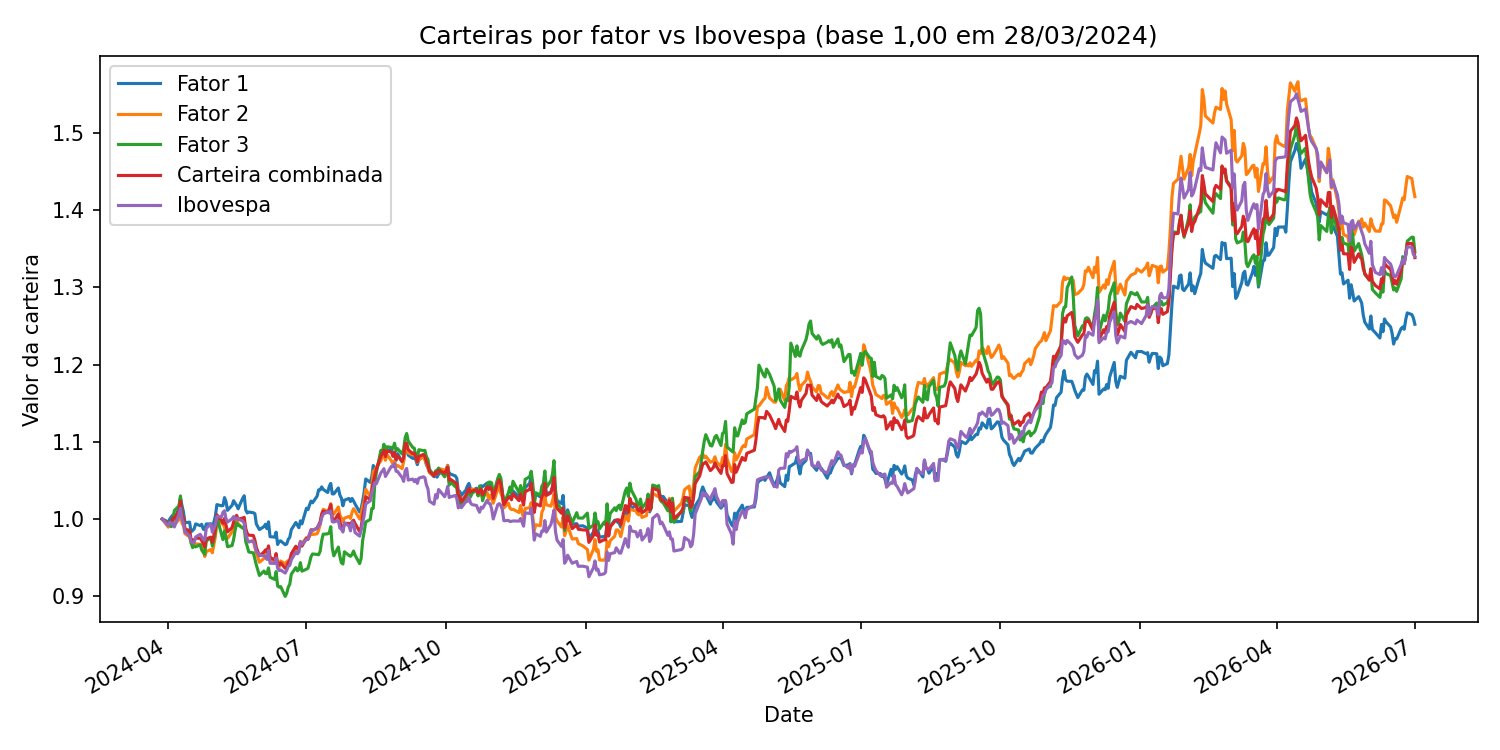 Carteiras por fator vs Ibovespa (base 1,00 em 28/03/2024)
Fator 1
Fator 2
Fator 3
Carteira combinada
Ibovespa
Valor da carteira
1.5
1.4
1.3
1.2
1.1
1.0
0.9
2024-04
2024-07
2024-10
2025-01
2025-04
2025-07
2025-10
2026-01
2026-04
2026-07
Date